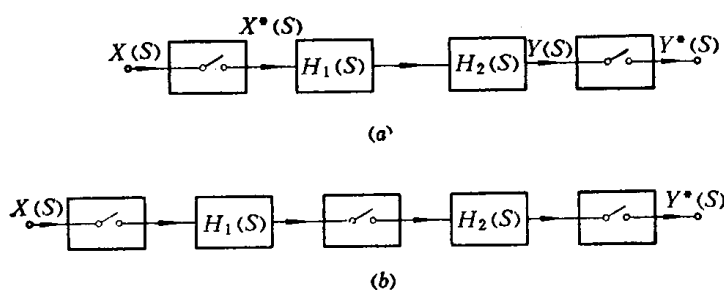 X(S) X*(S) H₁(S) H₂(S) Y(S) Y*(S)
(a)
X(S) H₁(S) H₂(S) Y*(S)
(b)